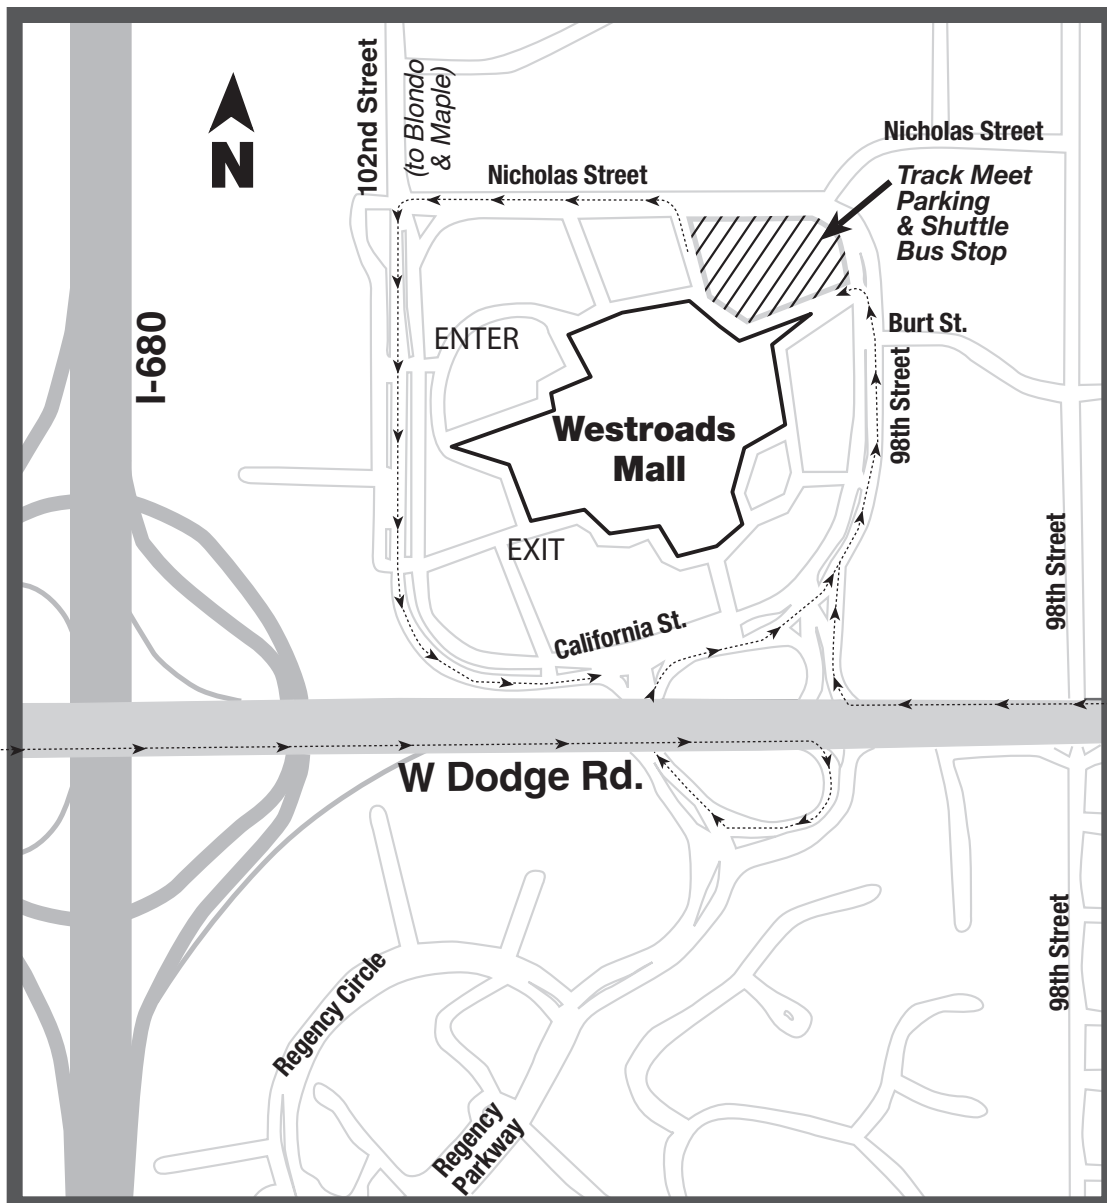 102nd Street
(to Blondo
& Maple)
N
Nicholas Street
Nicholas Street
Track Meet
Parking
& Shuttle
Bus Stop
I-680
ENTER
Burt St.
98th Street
Westroads
Mall
EXIT
98th Street
California St.
W Dodge Rd.
98th Street
Regency Circle
Regency
Parkway